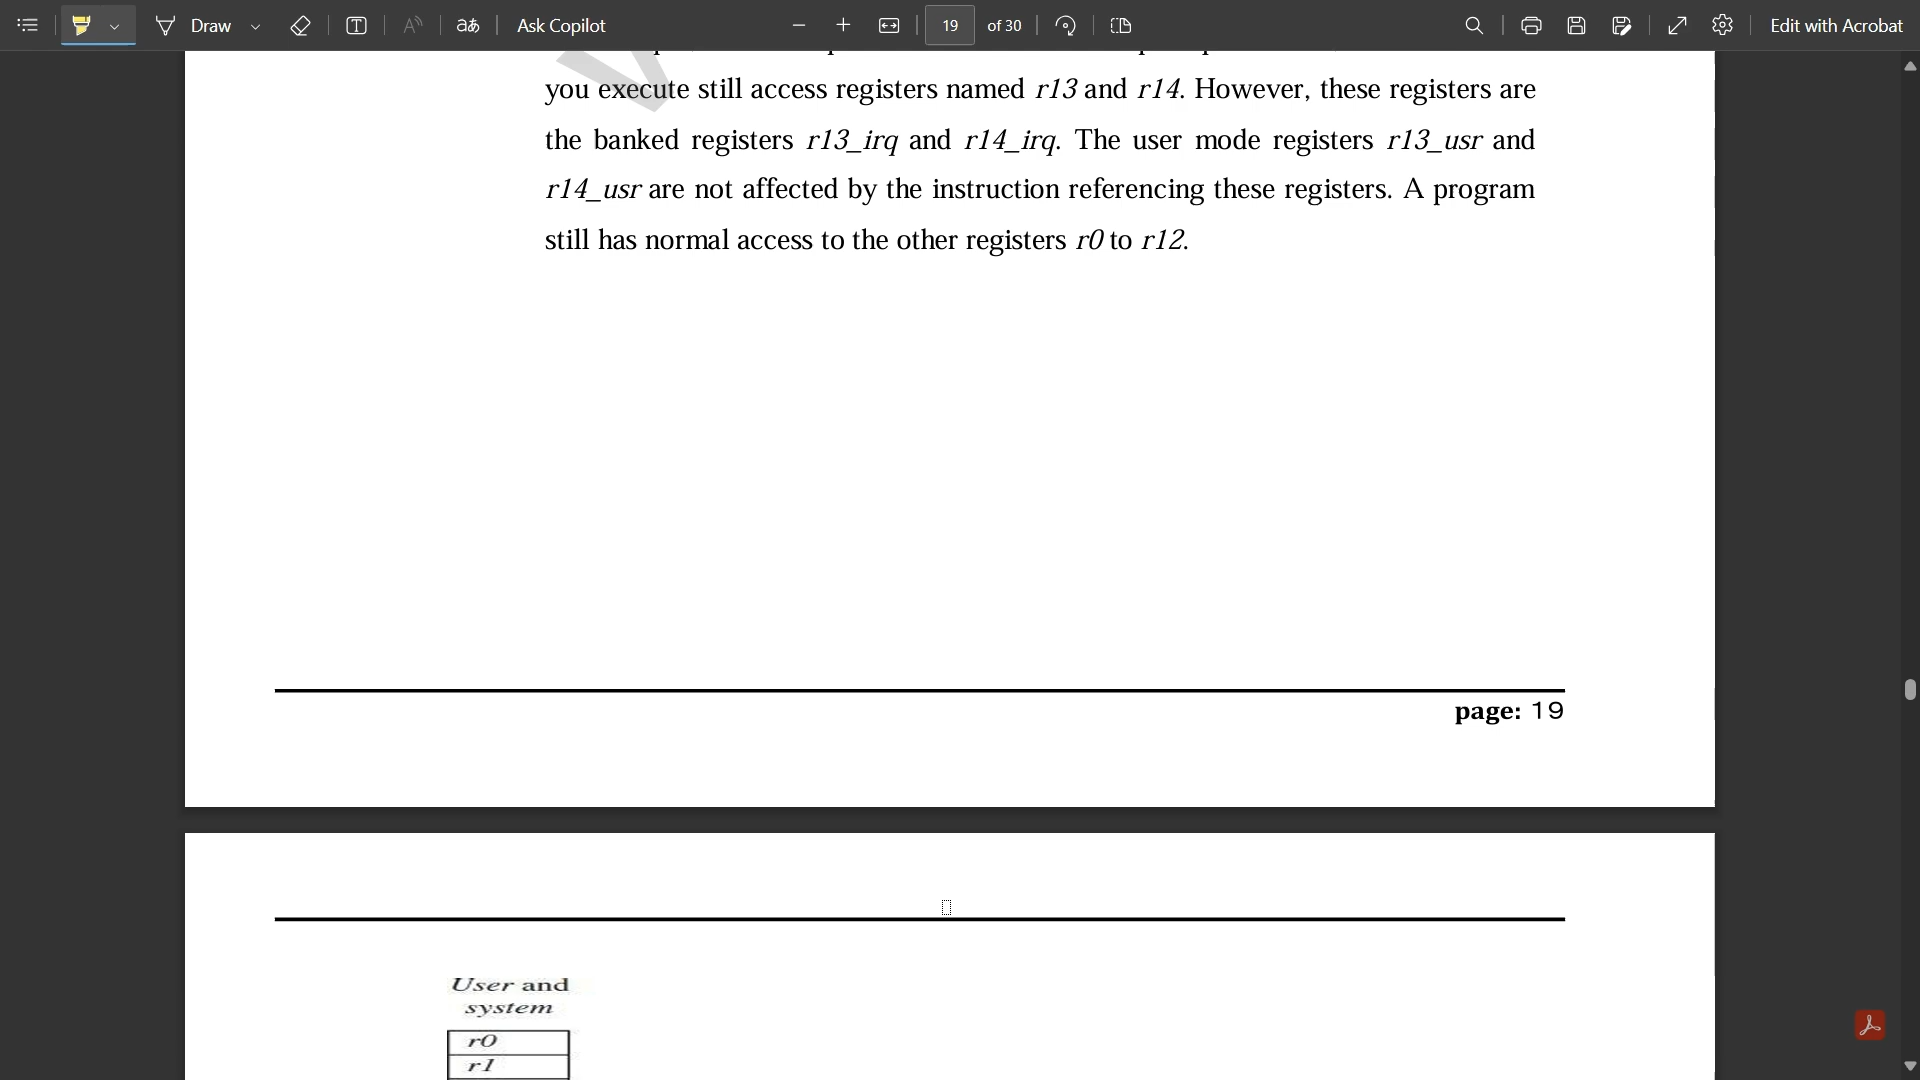 Draw
aあ
Ask Copilot
19 of 30
Edit with Acrobat
you execute still access registers named r13 and r14. However, these registers are
the banked registers r13_irq and r14_irq. The user mode registers r13_usr and
r14_usr are not affected by the instruction referencing these registers. A program
still has normal access to the other registers r0 to r12.
page: 19
User and
system
r0
r1